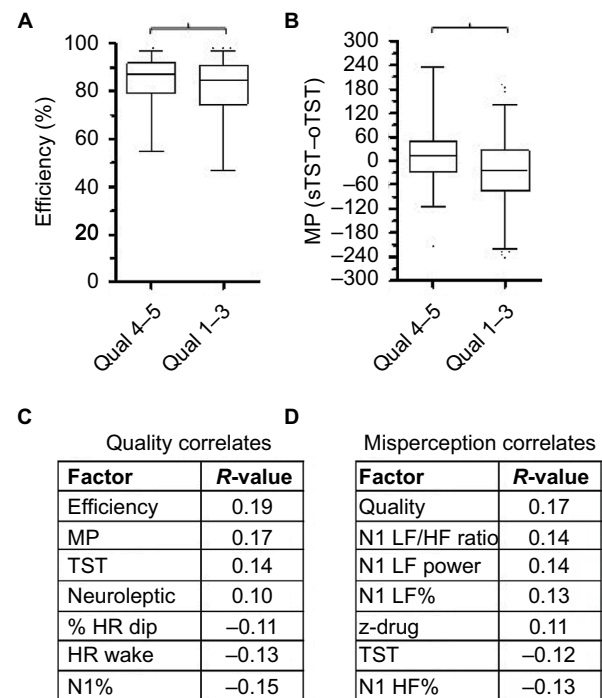 A
B
Efficiency (%)
100
80
60
40
20
0
Qual 4–5
Qual 1–3
MP (sTST–oTST)
300
240
180
120
60
0
–60
–120
–180
–240
–300
Qual 4–5
Qual 1–3
C
Quality correlates
Factor R-value
Efficiency 0.19
MP 0.17
TST 0.14
Neuroleptic 0.10
% HR dip –0.11
HR wake –0.13
N1% –0.15
D
Misperception correlates
Factor R-value
Quality 0.17
N1 LF/HF ratio 0.14
N1 LF power 0.14
N1 LF% 0.13
z-drug 0.11
TST –0.12
N1 HF% –0.13